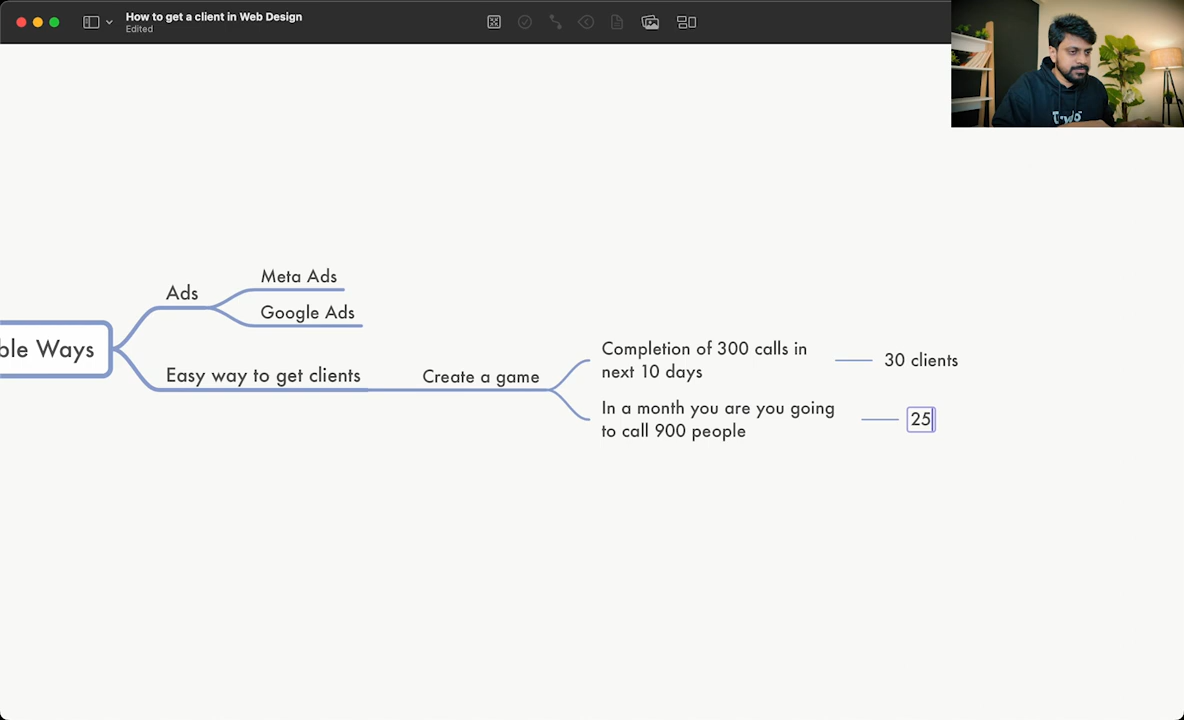 How to get a client in Web Design
Edited
Meta Ads
Ads
Google Ads
ble Ways
Easy way to get clients
Create a game
Completion of 300 calls in
next 10 days
30 clients
In a month you are you going
to call 900 people
25